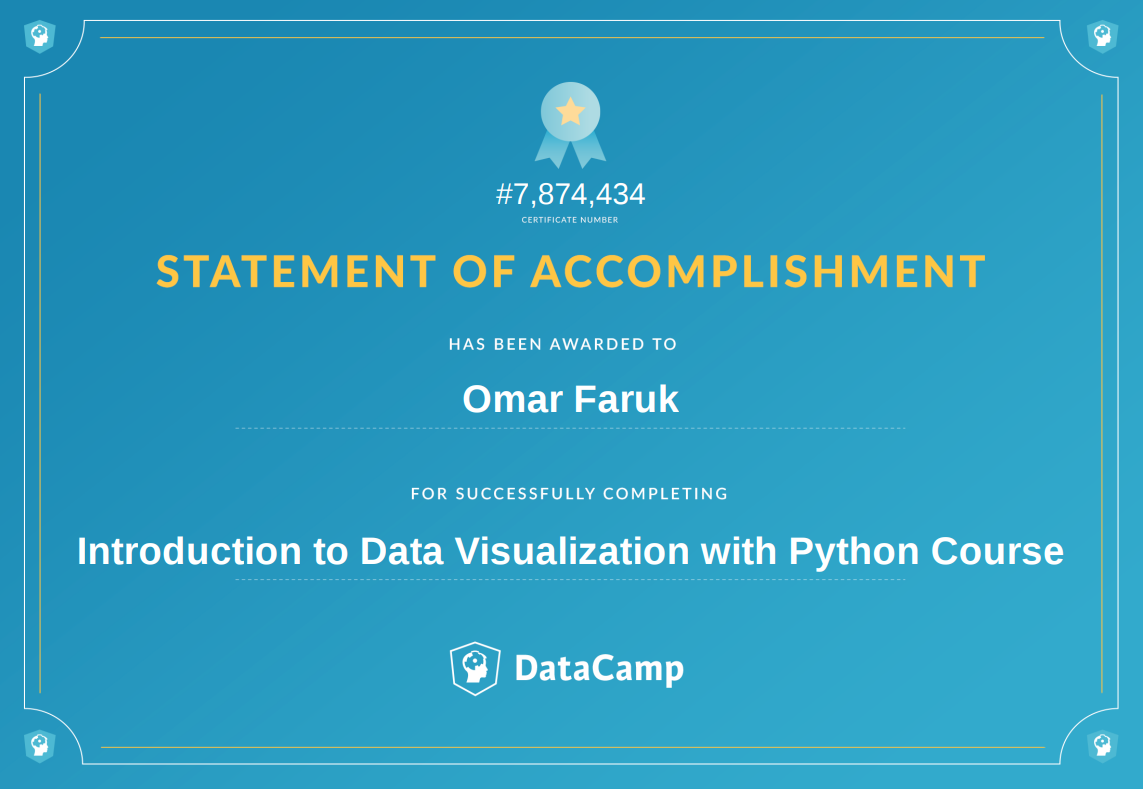 #7,874,434
CERTIFICATE NUMBER
STATEMENT OF ACCOMPLISHMENT
HAS BEEN AWARDED TO
Omar Faruk
FOR SUCCESSFULLY COMPLETING
Introduction to Data Visualization with Python Course
DataCamp